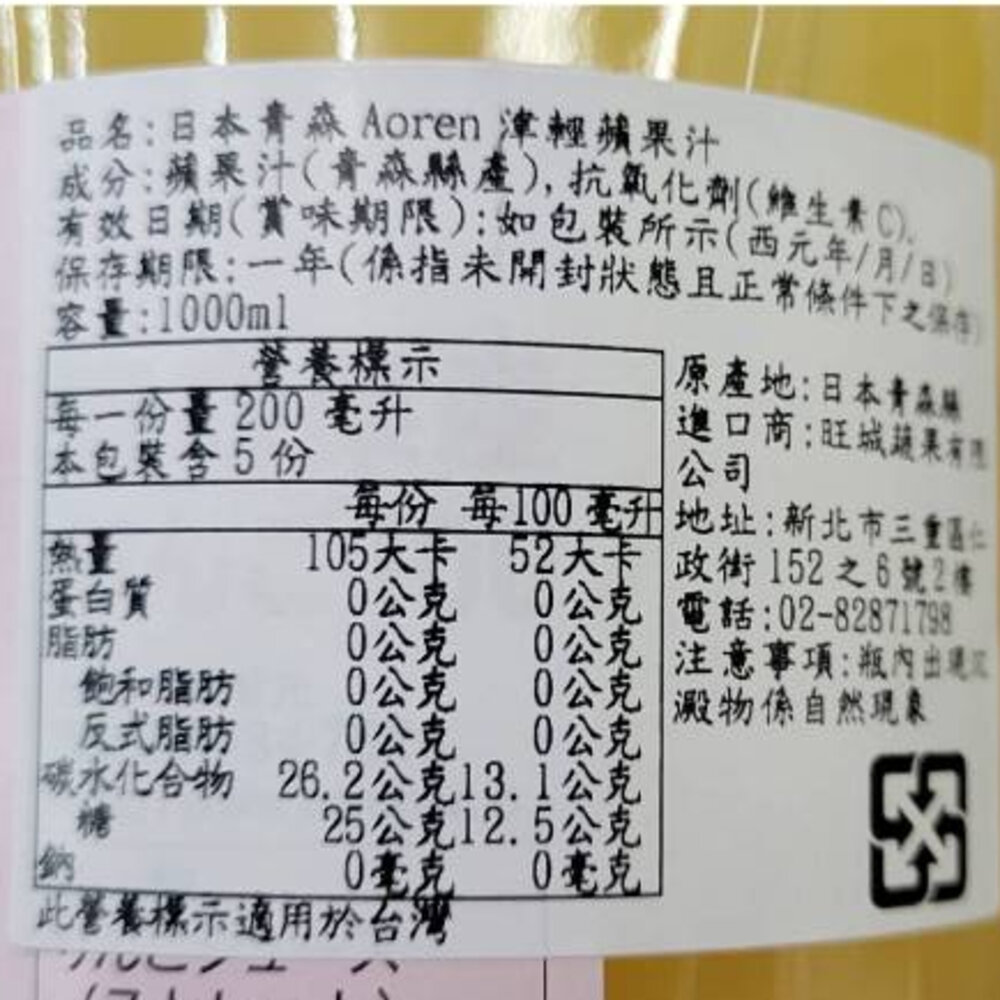 品名:日本青森 Aoren 津輕蘋果汁
成分:蘋果汁(青森縣產),抗氧化劑(維生素C),
有效日期(賞味期限):如包裝所示(西元年/月/日)
保存期限:一年(係指未開封狀態且正常條件下之保存)
容量:1000ml
營養標示
每一份量 200 毫升
本包裝含 5 份
每份 每100 毫升
熱量 105大卡 52大卡
蛋白質 0公克 0公克
脂肪 0公克 0公克
飽和脂肪 0公克 0公克
反式脂肪 0公克 0公克
碳水化合物 26.2公克 13.1公克
糖 25公克 12.5公克
鈉 0毫克 0毫克
此營養標示適用於台灣
原產地:日本青森縣
進口商:旺城蔬果有限
公司
地址:新北市三重區仁
政街 152 之 6 號2樓
電話:02-82871798
注意事項:瓶內出現沉
澱物係自然現象